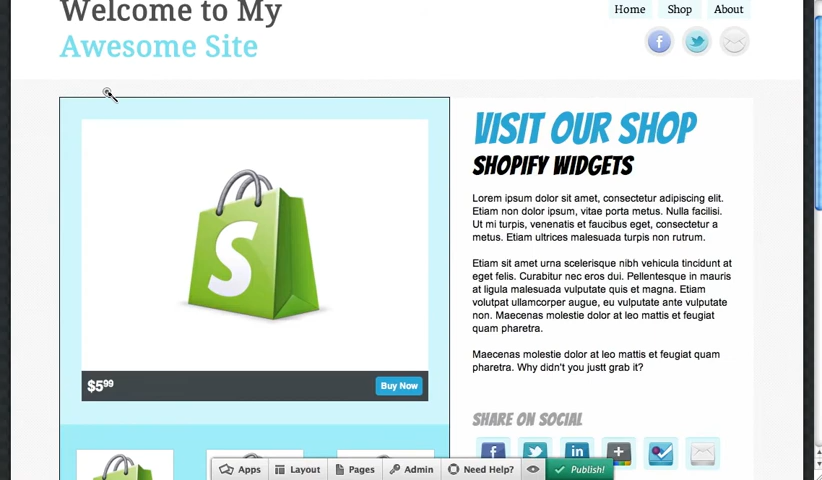 Welcome to My
Awesome Site
Home Shop About
VISIT OUR SHOP
SHOPIFY WIDGETS
Lorem ipsum dolor sit amet, consectetur adipiscing elit.
Etiam non dolor ipsum, vitae porta metus. Nulla facilisi.
Ut mi turpis, venenatis et faucibus eget, consectetur a
metus. Etiam ultrices malesuada turpis non rutrum.
Etiam sit amet urna scelerisque nibh vehicula tincidunt at
eget felis. Curabitur nec eros dui. Pellentesque in mauris
at ligula malesuada vulputate quis et magna. Etiam
volutpat ullamcorper augue, eu vulputate ante vulputate
non. Maecenas molestie dolor at leo mattis et feugiat
quam pharetra.
Maecenas molestie dolor at leo mattis et feugiat quam
pharetra. Why didn't you justt grab it?
S
$599
Buy Now
SHARE ON SOCIAL
Apps Layout Pages Admin Need Help? Publish!